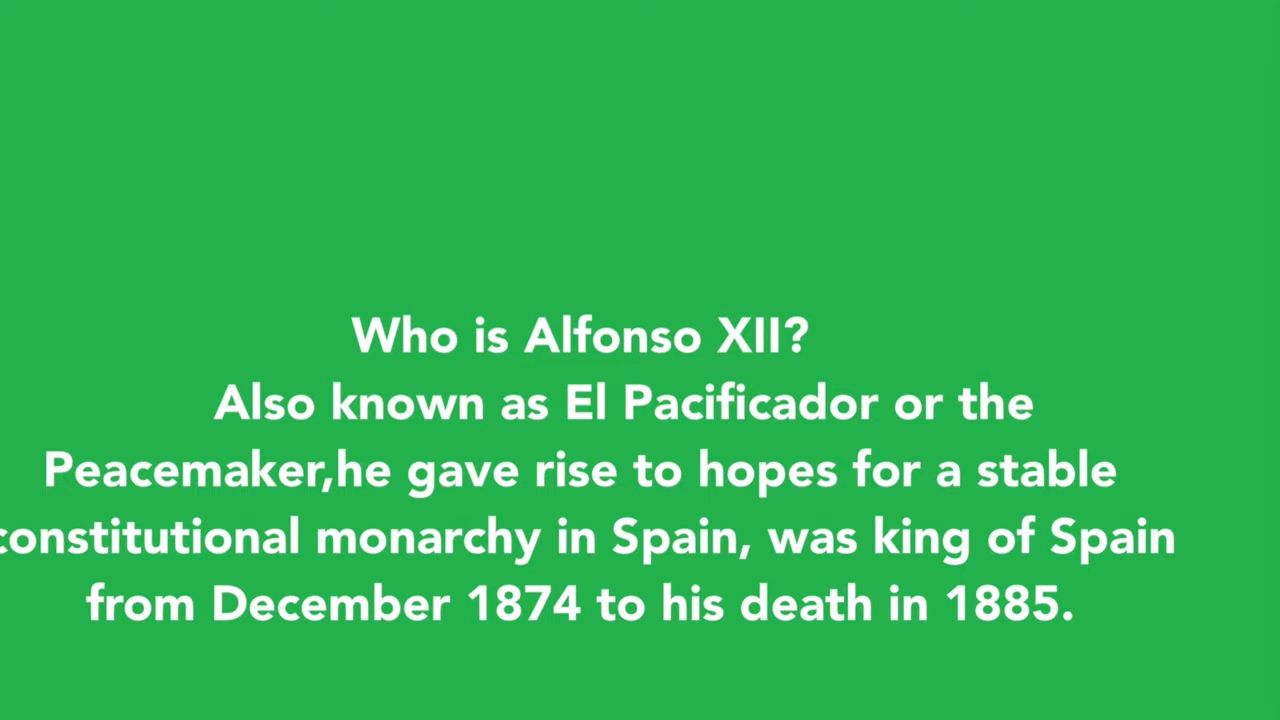 Who is Alfonso XII?
Also known as El Pacificador or the
Peacemaker,he gave rise to hopes for a stable
constitutional monarchy in Spain, was king of Spain
from December 1874 to his death in 1885.